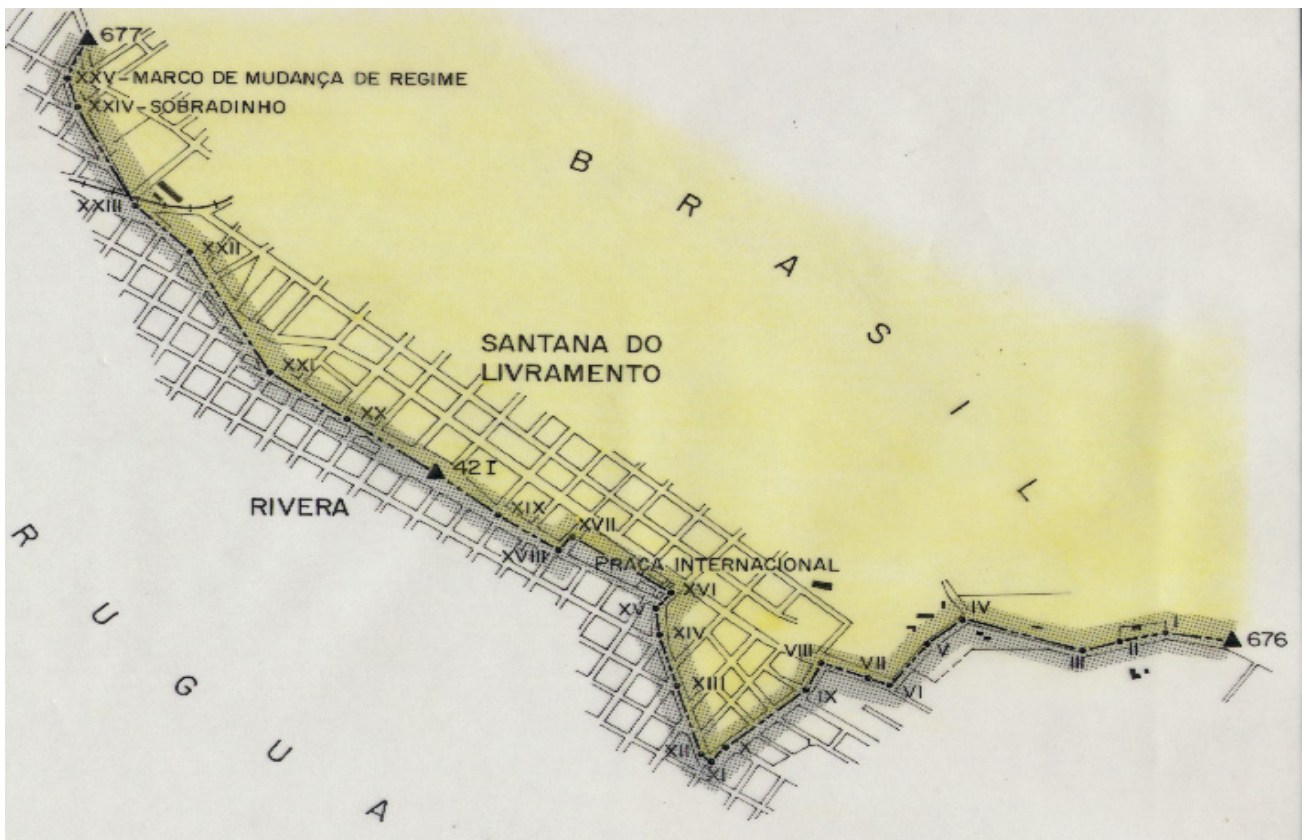 677
XXV-MARCO DE MUDANÇA DE REGIME
XXIV-SOBRADINHO
B R A S I L
XXIII
XXII
SANTANA DO
LIVRAMENTO
XXI
XX
42 I
RIVERA
XIX
XVII
XVIII
PRAÇA INTERNACIONAL
XVI
XV
XIV
XIII
XII
XI
X
IX
VIII
VII
VI
V
IV
III
II
I
676
R U G U A